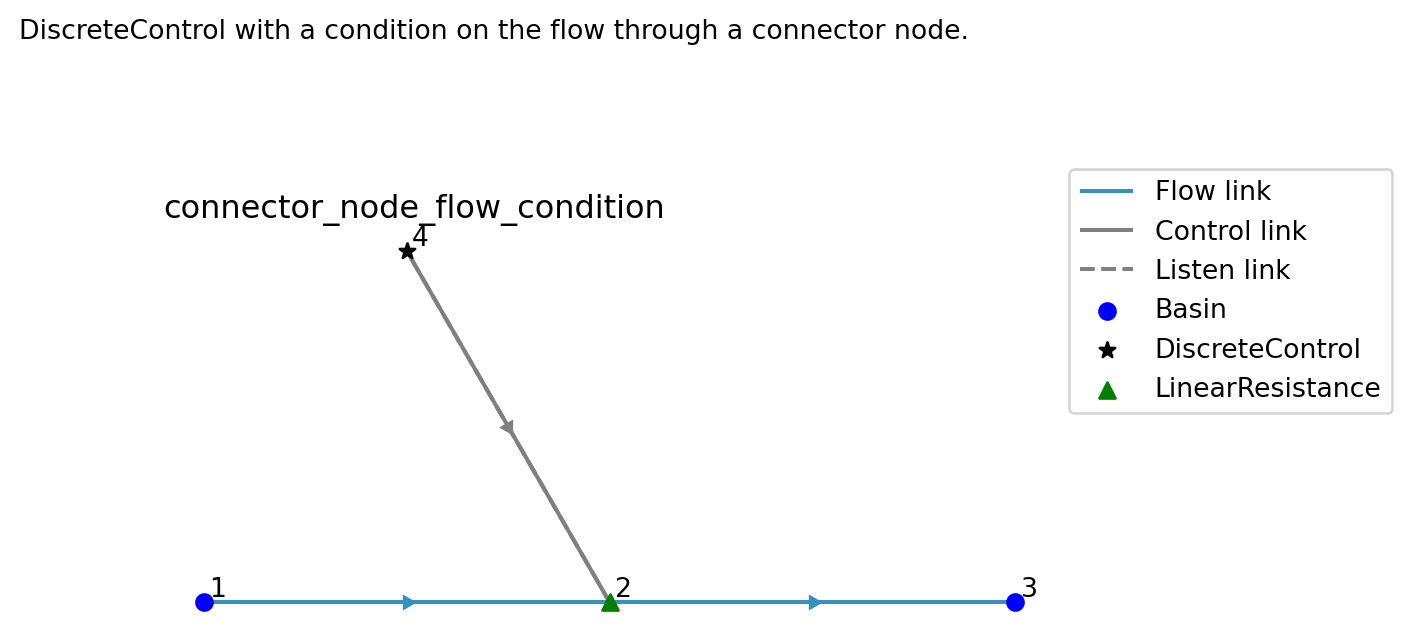 DiscreteControl with a condition on the flow through a connector node.
connector_node_flow_condition
4
Flow link
Control link
Listen link
Basin
DiscreteControl
LinearResistance
1
2
3